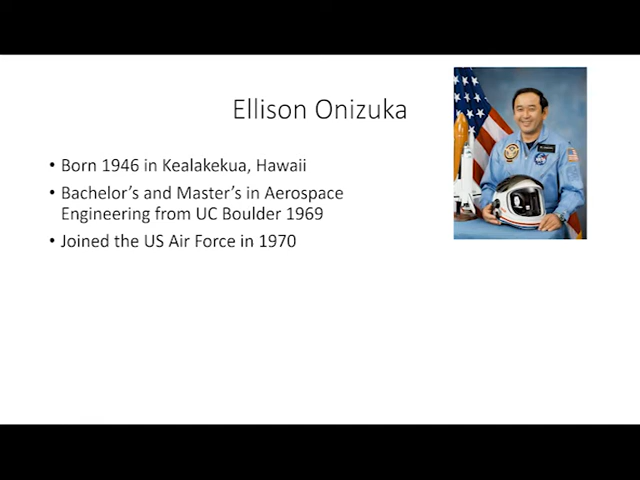 Ellison Onizuka
• Born 1946 in Kealakekua, Hawaii
• Bachelor's and Master's in Aerospace
Engineering from UC Boulder 1969
• Joined the US Air Force in 1970